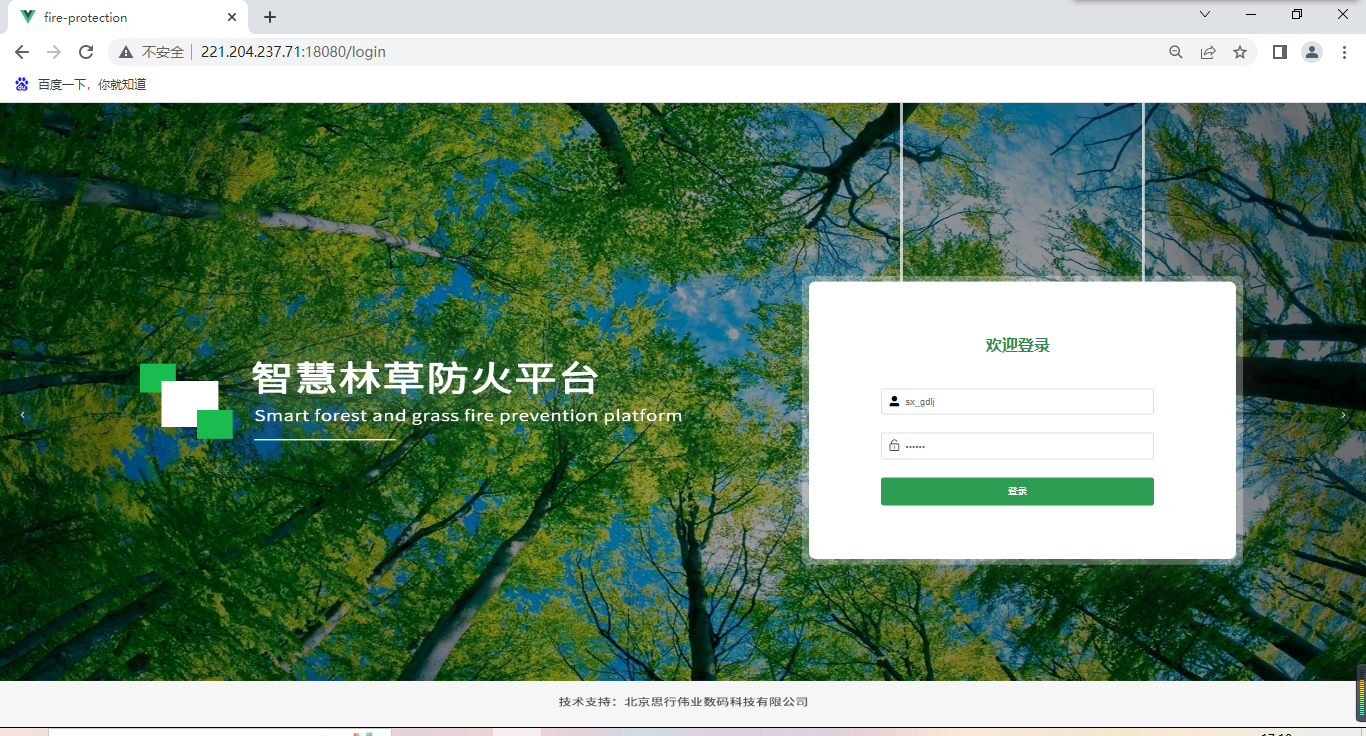 fire-protection
不安全
221.204.237.71:18080/login
百度一下，你就知道
智慧林草防火平台
Smart forest and grass fire prevention platform
欢迎登录
sx_gdlj
••••••
登录
技术支持：北京思行伟业数码科技有限公司